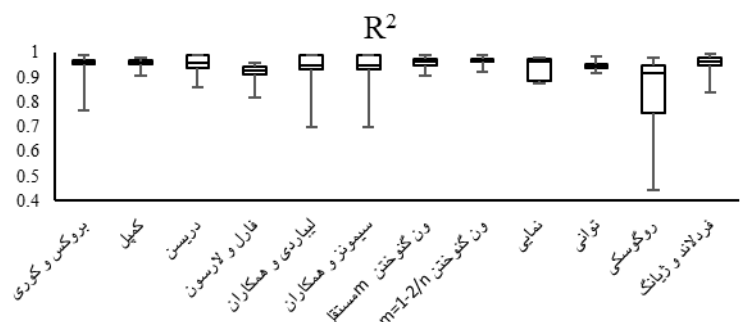 R²
1
0.9
0.8
0.7
0.6
0.5
0.4
بروکس و کوری
کمپل
دریسن
فارل و لارسون
لیباردی و همکاران
سیمونز و همکاران
ون گنوختن mمستقل
ون گنوختن m=1-2/n
نمایی
توانی
روگوسکی
فردلاند و ژیانگ